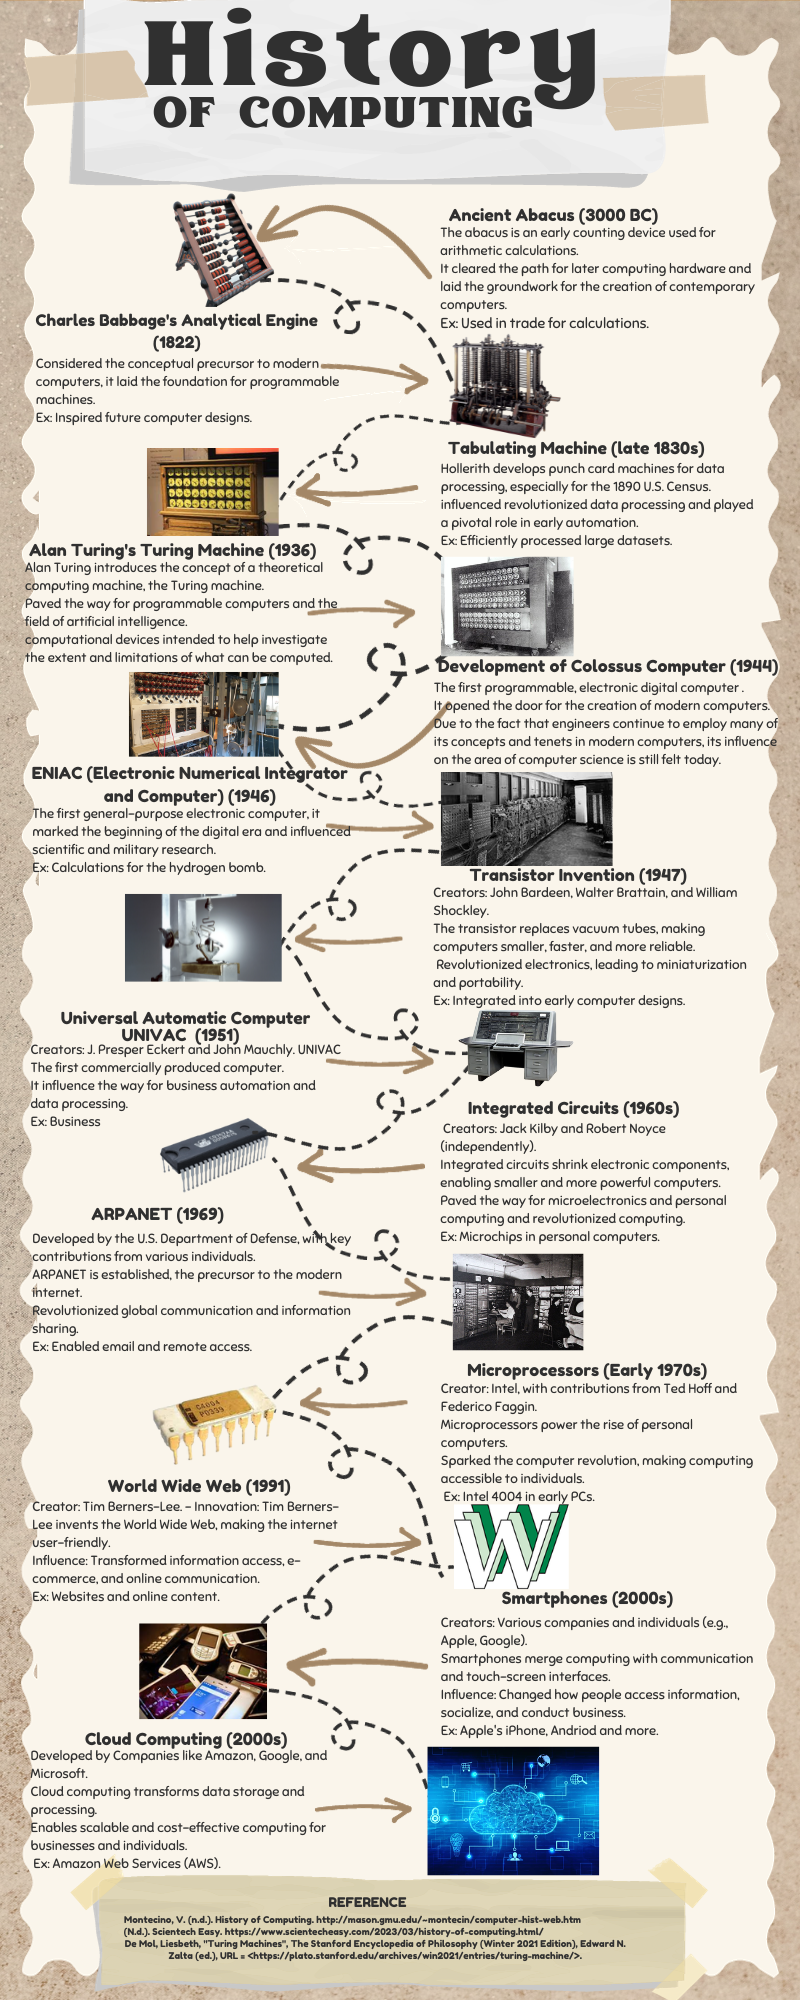 History
OF COMPUTING
Ancient Abacus (3000 BC)
The abacus is an early counting device used for
arithmetic calculations.
It cleared the path for later computing hardware and
laid the groundwork for the creation of contemporary
computers.
Ex: Used in trade for calculations.
Charles Babbage's Analytical Engine
(1822)
Considered the conceptual precursor to modern
computers, it laid the foundation for programmable
machines.
Ex: Inspired future computer designs.
Tabulating Machine (late 1830s)
Hollerith develops punch card machines for data
processing, especially for the 1890 U.S. Census.
influenced revolutionized data processing and played
a pivotal role in early automation.
Ex: Efficiently processed large datasets.
Alan Turing's Turing Machine (1936)
Alan Turing introduces the concept of a theoretical
computing machine, the Turing machine.
Paved the way for programmable computers and the
field of artificial intelligence.
computational devices intended to help investigate
the extent and limitations of what can be computed.
Development of Colossus Computer (1944)
The first programmable, electronic digital computer .
It opened the door for the creation of modern computers.
Due to the fact that engineers continue to employ many of
its concepts and tenets in modern computers, its influence
on the area of computer science is still felt today.
ENIAC (Electronic Numerical Integrator
and Computer) (1946)
The first general-purpose electronic computer, it
marked the beginning of the digital era and influenced
scientific and military research.
Ex: Calculations for the hydrogen bomb.
Transistor Invention (1947)
Creators: John Bardeen, Walter Brattain, and William
Shockley.
The transistor replaces vacuum tubes, making
computers smaller, faster, and more reliable.
Revolutionized electronics, leading to miniaturization
and portability.
Ex: Integrated into early computer designs.
Universal Automatic Computer
UNIVAC (1951)
Creators: J. Presper Eckert and John Mauchly. UNIVAC
The first commercially produced computer.
It influence the way for business automation and
data processing.
Ex: Business
Integrated Circuits (1960s)
Creators: Jack Kilby and Robert Noyce
(independently).
Integrated circuits shrink electronic components,
enabling smaller and more powerful computers.
Paved the way for microelectronics and personal
computing and revolutionized computing.
Ex: Microchips in personal computers.
ARPANET (1969)
Developed by the U.S. Department of Defense, with key
contributions from various individuals.
ARPANET is established, the precursor to the modern
internet.
Revolutionized global communication and information
sharing.
Ex: Enabled email and remote access.
Microprocessors (Early 1970s)
Creator: Intel, with contributions from Ted Hoff and
Federico Faggin.
Microprocessors power the rise of personal
computers.
Sparked the computer revolution, making computing
accessible to individuals.
Ex: Intel 4004 in early PCs.
C4004
P0339
World Wide Web (1991)
Creator: Tim Berners-Lee. - Innovation: Tim Berners-
Lee invents the World Wide Web, making the internet
user-friendly.
Influence: Transformed information access, e-
commerce, and online communication.
Ex: Websites and online content.
Smartphones (2000s)
Creators: Various companies and individuals (e.g.,
Apple, Google).
Smartphones merge computing with communication
and touch-screen interfaces.
Influence: Changed how people access information,
socialize, and conduct business.
Ex: Apple's iPhone, Andriod and more.
Cloud Computing (2000s)
Developed by Companies like Amazon, Google, and
Microsoft.
Cloud computing transforms data storage and
processing.
Enables scalable and cost-effective computing for
businesses and individuals.
Ex: Amazon Web Services (AWS).
REFERENCE
Montecino, V. (n.d.). History of Computing. http://mason.gmu.edu/~montecin/computer-hist-web.htm
(N.d.). Scientech Easy. https://www.scientecheasy.com/2023/03/history-of-computing.html/
De Mol, Liesbeth, "Turing Machines", The Stanford Encyclopedia of Philosophy (Winter 2021 Edition), Edward N.
Zalta (ed.), URL = <https://plato.stanford.edu/archives/win2021/entries/turing-machine/>.